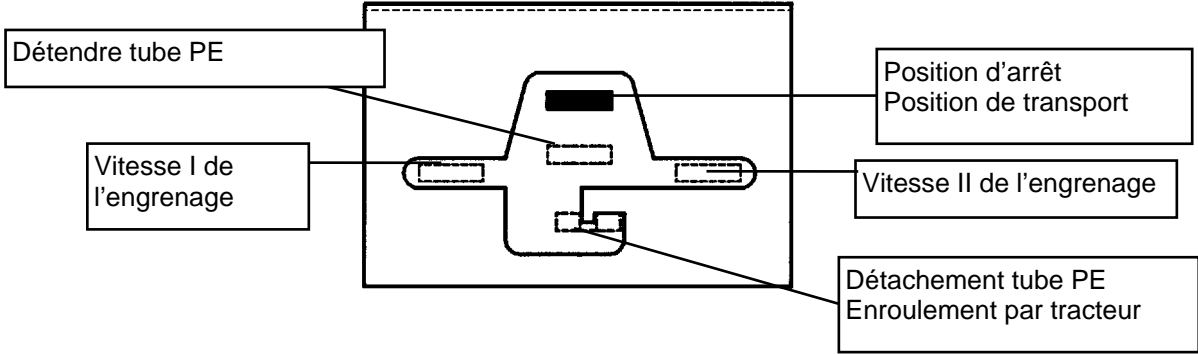 Détendre tube PE
Position d’arrêt
Position de transport
Vitesse I de
l’engrenage
Vitesse II de l’engrenage
Détachement tube PE
Enroulement par tracteur